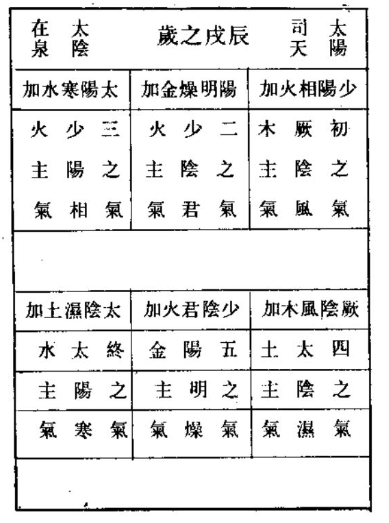 太陽
司天
辰戌之歲
太陰
在泉
少陽相火加
陽明燥金加
太陽寒水加
初之氣
厥陰風
木主氣
二之氣
少陰君
火主氣
三之氣
少陽相
火主氣
厥陰風木加
少陰君火加
太陰濕土加
四之氣
太陰濕
土主氣
五之氣
陽明燥
金主氣
終之氣
太陽寒
水主氣